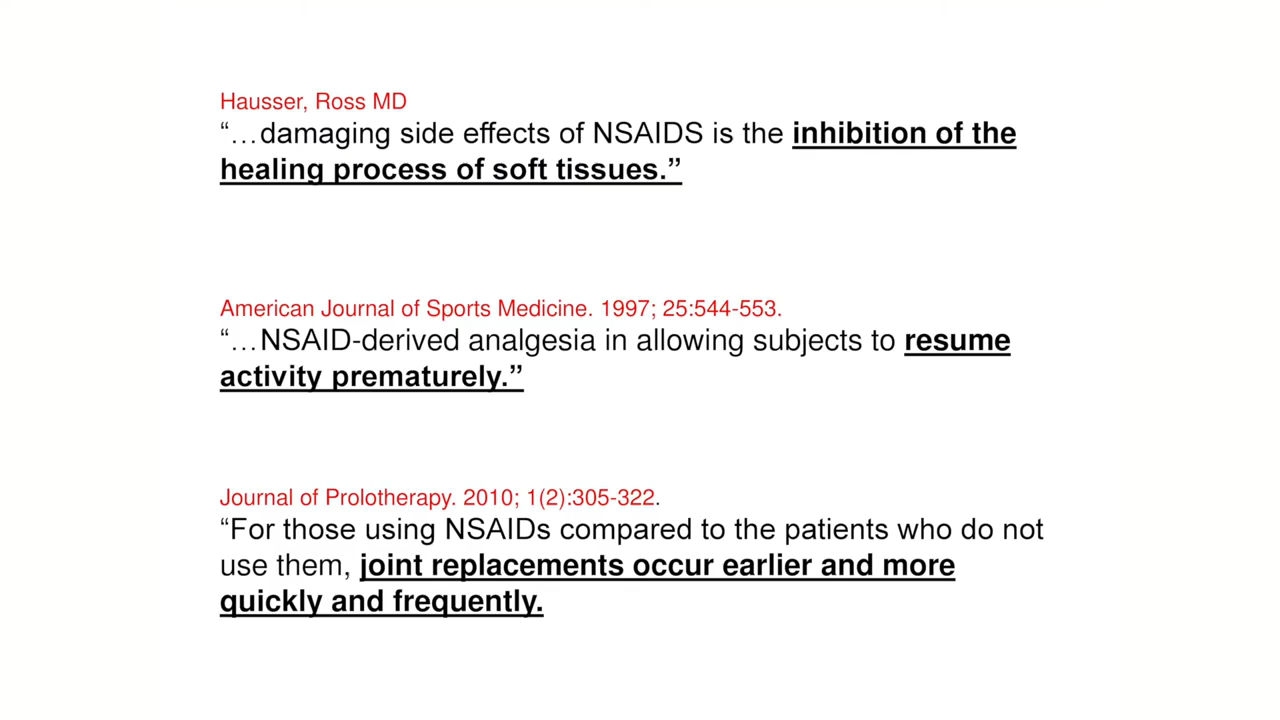 Hausser, Ross MD
“…damaging side effects of NSAIDS is the inhibition of the
healing process of soft tissues.”
American Journal of Sports Medicine. 1997; 25:544-553.
“…NSAID-derived analgesia in allowing subjects to resume
activity prematurely.”
Journal of Prolotherapy. 2010; 1(2):305-322.
“For those using NSAIDs compared to the patients who do not
use them, joint replacements occur earlier and more
quickly and frequently.